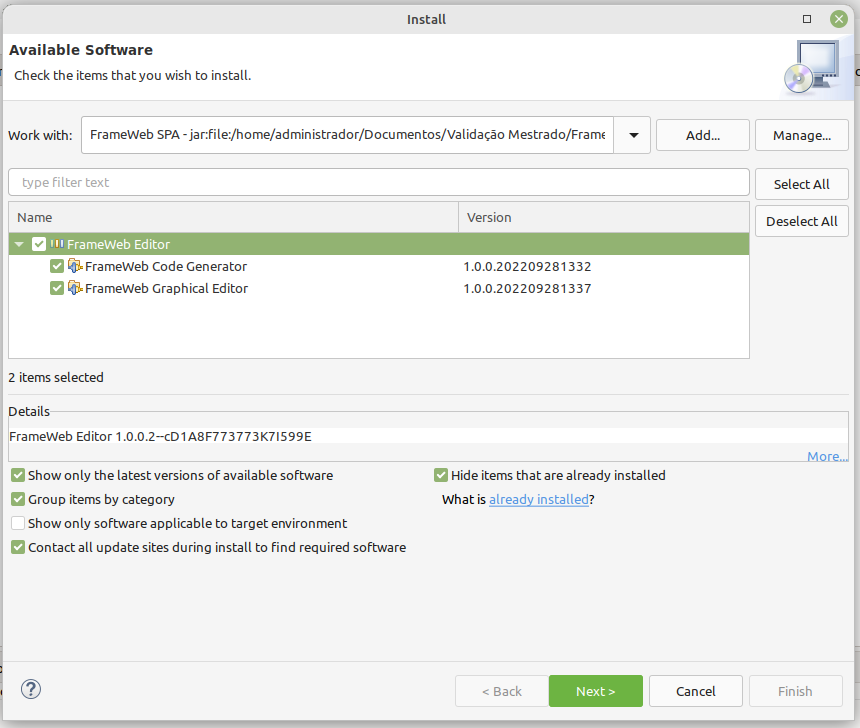 Install
Available Software
Check the items that you wish to install.
Work with:
FrameWeb SPA - jar:file:/home/administrador/Documentos/Validação Mestrado/Frame
Add...
Manage...
type filter text
Select All
Name
Version
Deselect All
FrameWeb Editor
FrameWeb Code Generator 1.0.0.202209281332
FrameWeb Graphical Editor 1.0.0.202209281337
2 items selected
Details
FrameWeb Editor 1.0.0.2--cD1A8F773773K7I599E
More...
Show only the latest versions of available software
Hide items that are already installed
Group items by category
What is already installed?
Show only software applicable to target environment
Contact all update sites during install to find required software
?
< Back
Next >
Cancel
Finish